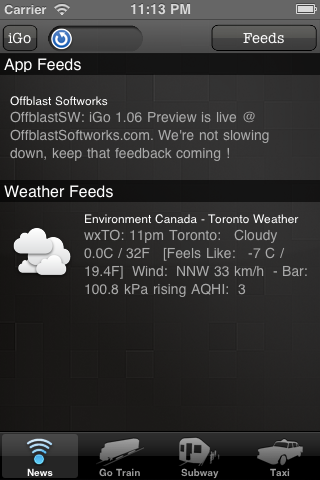 Carrier 11:13 PM
iGo Feeds
App Feeds
Offblast Softworks
OffblastSW: iGo 1.06 Preview is live @
OffblastSoftworks.com. We're not slowing
down, keep that feedback coming !
Weather Feeds
Environment Canada - Toronto Weather
wxTO: 11pm Toronto: Cloudy
0.0C / 32F [Feels Like: -7 C /
19.4F] Wind: NNW 33 km/h - Bar:
100.8 kPa rising AQHI: 3
News Go Train Subway Taxi